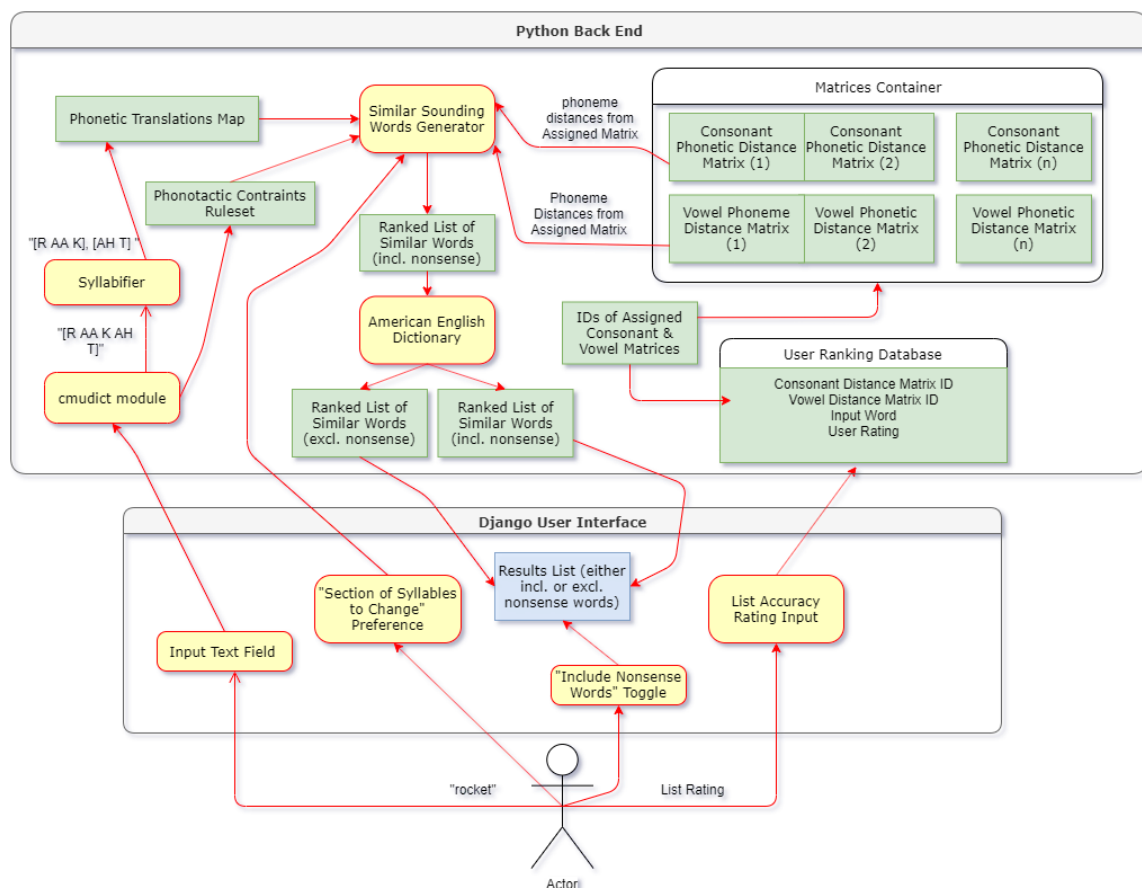 Python Back End
Phonetic Translations Map
Similar Sounding
Words Generator
phoneme
distances from
Assigned Matrix
Matrices Container
Consonant
Phonetic Distance
Matrix (1)
Consonant
Phonetic Distance
Matrix (2)
Consonant
Phonetic Distance
Matrix (n)
Phonotactic Contraints
Ruleset
Phoneme
Distances from
Assigned Matrix
Vowel Phoneme
Distance Matrix
(1)
Vowel Phonetic
Distance Matrix
(2)
Vowel Phonetic
Distance Matrix
(n)
"[R AA K], [AH T] "
Ranked List of
Similar Words
(incl. nonsense)
Syllabifier
"[R AA K AH
T]"
American English
Dictionary
IDs of Assigned
Consonant &
Vowel Matrices
User Ranking Database
Consonant Distance Matrix ID
Vowel Distance Matrix ID
Input Word
User Rating
cmudict module
Ranked List of
Similar Words
(excl. nonsense)
Ranked List of
Similar Words
(incl. nonsense)
Django User Interface
Results List (either
incl. or excl.
nonsense words)
"Section of Syllables
to Change"
Preference
List Accuracy
Rating Input
Input Text Field
"Include Nonsense
Words" Toggle
"rocket"
List Rating
Actor